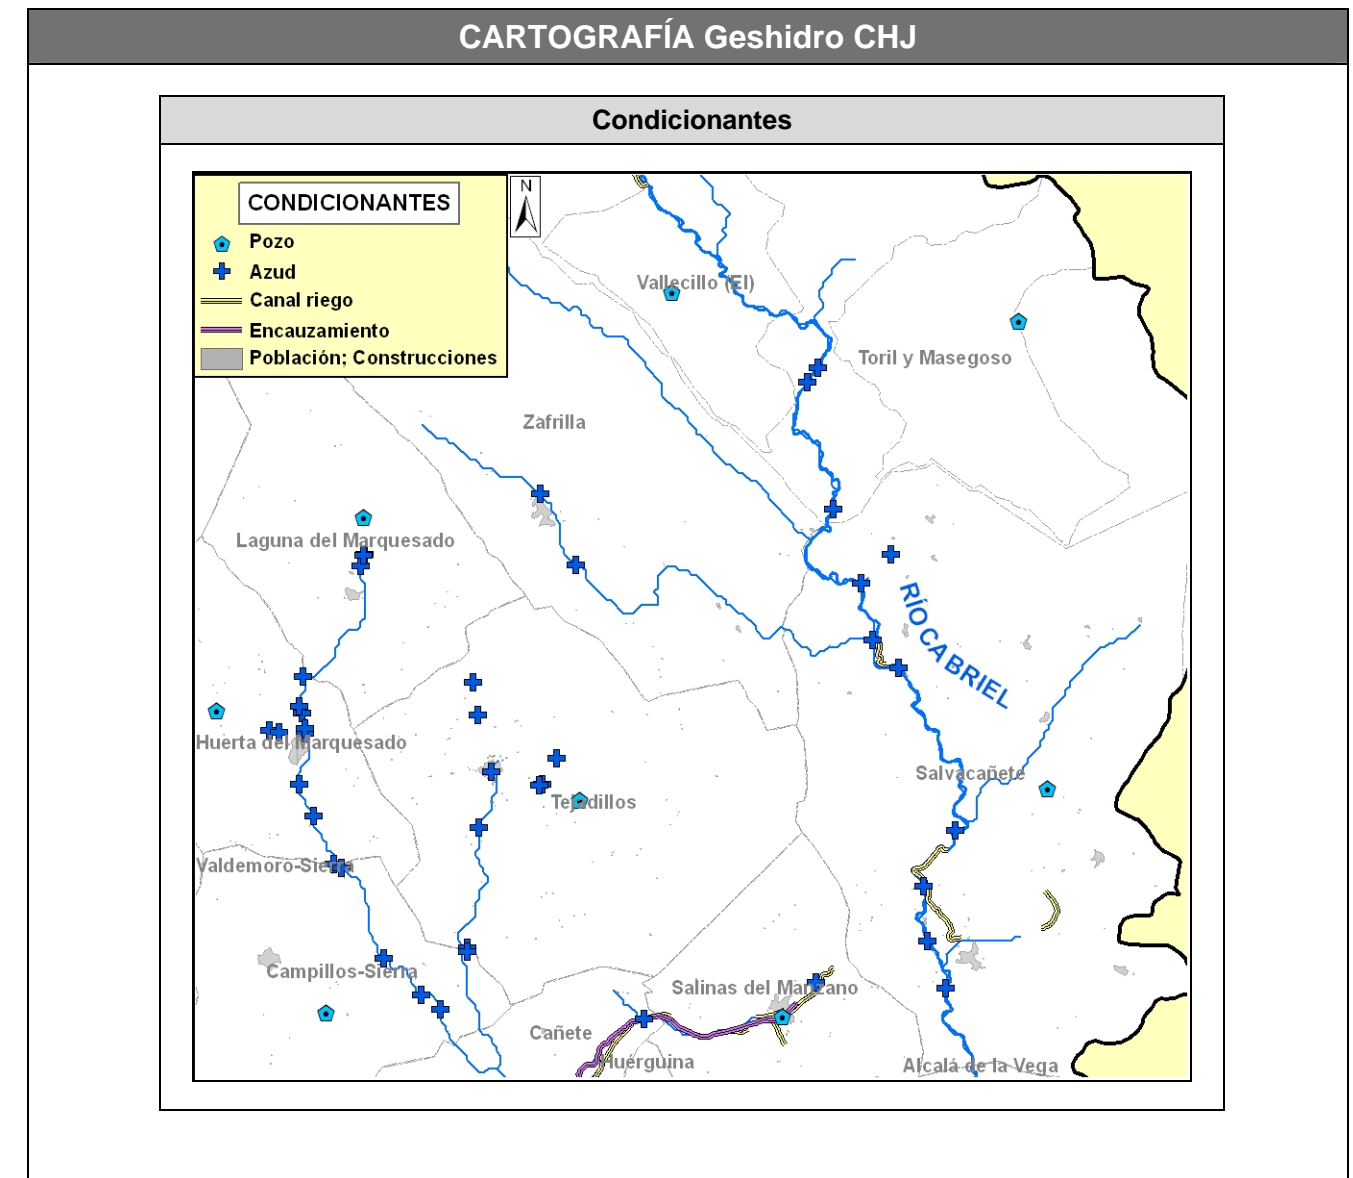 CARTOGRAFÍA Geshidro CHJ
Condicionantes
CONDICIONANTES
Pozo
Azud
Canal riego
Encauzamiento
Población; Construcciones
N
Vallecillo (El)
Toril y Masegoso
Zafrilla
Laguna del Marquesado
RÍO CABRIEL
Huerta del Marquesado
Salvacañete
Tejadillos
Valdemoro-Sierra
Campillos-Sierra
Salinas del Manzano
Cañete
Huérguina
Alcalá de la Vega